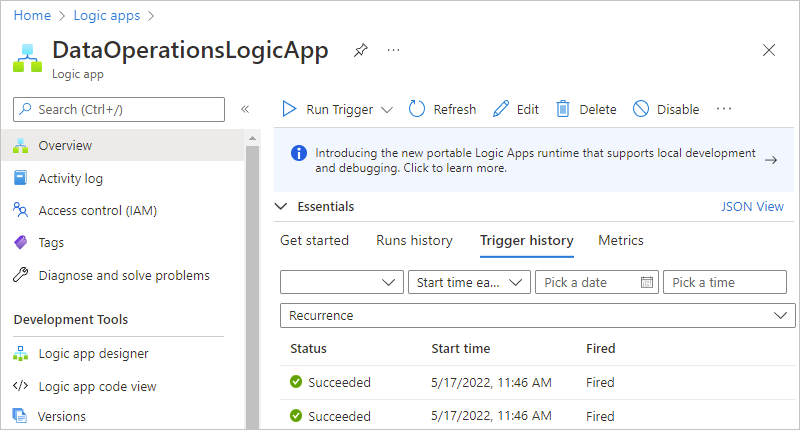 Home > Logic apps >
DataOperationsLogicApp
...
Logic app
Search (Ctrl+/)
«
Overview
Activity log
Access control (IAM)
Tags
Diagnose and solve problems
Development Tools
Logic app designer
Logic app code view
Versions
Run Trigger Refresh Edit Delete Disable ...
Introducing the new portable Logic Apps runtime that supports local development
and debugging. Click to learn more.
Essentials JSON View
Get started Runs history Trigger history Metrics
Start time ea... Pick a date Pick a time
Recurrence
Status Start time Fired
Succeeded 5/17/2022, 11:46 AM Fired
Succeeded 5/17/2022, 11:46 AM Fired